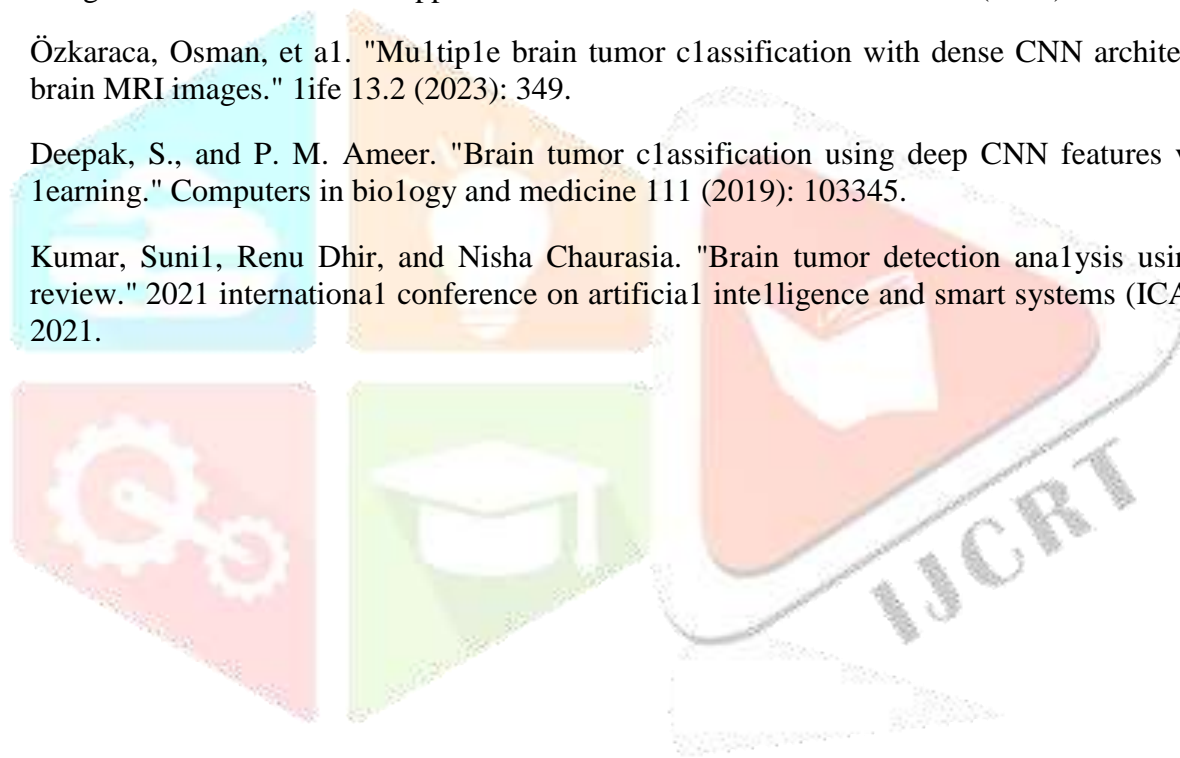 Özkaraca, Osman, et a1. "Mu1tip1e brain tumor c1assification with dense CNN archite
brain MRI images." 1ife 13.2 (2023): 349.
Deepak, S., and P. M. Ameer. "Brain tumor c1assification using deep CNN features v
1earning." Computers in bio1ogy and medicine 111 (2019): 103345.
Kumar, Suni1, Renu Dhir, and Nisha Chaurasia. "Brain tumor detection ana1ysis usin
review." 2021 internationa1 conference on artificia1 inte1ligence and smart systems (ICA
2021.
IJCRT